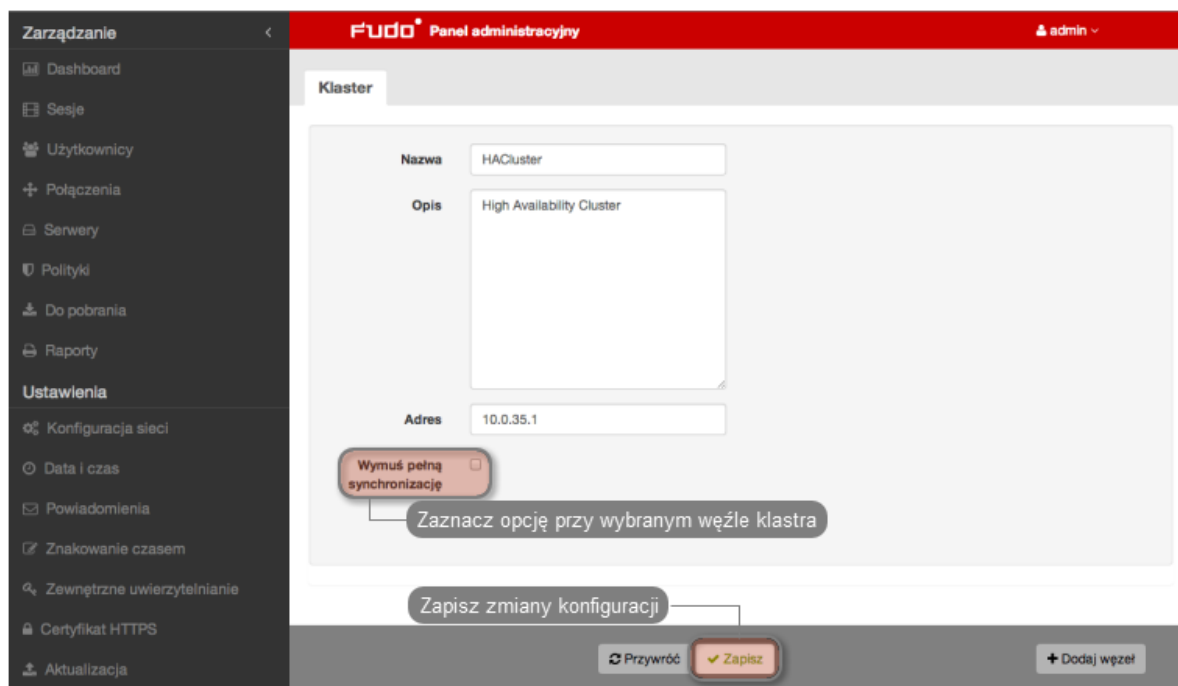 Zarządzanie
FUDO Panel administracyjny
admin
Dashboard
Sesje
Użytkownicy
Połączenia
Serwery
Polityki
Do pobrania
Raporty
Ustawienia
Konfiguracja sieci
Data i czas
Powiadomienia
Znakowanie czasem
Zewnętrzne uwierzytelnianie
Certyfikat HTTPS
Aktualizacja
Klaster
Nazwa HACluster
Opis High Availability Cluster
Adres 10.0.35.1
Wymuś pełną
synchronizację
Zaznacz opcję przy wybranym węźle klastra
Zapisz zmiany konfiguracji
Przywróć
Zapisz
Dodaj węzeł